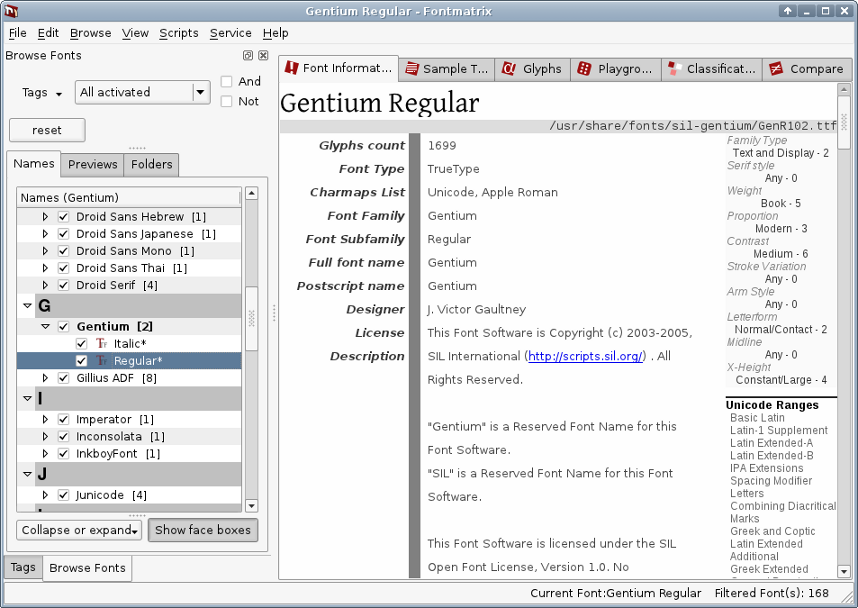 Gentium Regular - Fontmatrix
File Edit Browse View Scripts Service Help
Browse Fonts
Tags
All activated
And
Not
reset
Names Previews Folders
Names (Gentium)
Droid Sans Hebrew [1]
Droid Sans Japanese [1]
Droid Sans Mono [1]
Droid Sans Thai [1]
Droid Serif [4]
G
Gentium [2]
Italic*
Regular*
Gillius ADF [8]
I
Imperator [1]
Inconsolata [1]
InkboyFont [1]
J
Junicode [4]
Collapse or expand
Show face boxes
Tags Browse Fonts
Font Informat... Sample T... Glyphs Playgro... Classificat... Compare
Gentium Regular
/usr/share/fonts/sil-gentium/GenR102.ttf
Glyphs count 1699
Font Type TrueType
Charmaps List Unicode, Apple Roman
Font Family Gentium
Font Subfamily Regular
Full font name Gentium
Postscript name Gentium
Designer J. Victor Gaultney
License This Font Software is Copyright (c) 2003-2005,
Description SIL International (http://scripts.sil.org/) . All
Rights Reserved.
"Gentium" is a Reserved Font Name for this
Font Software.
"SIL" is a Reserved Font Name for this Font
Software.
This Font Software is licensed under the SIL
Open Font License, Version 1.0. No
Family Type
Text and Display - 2
Serif style
Any - 0
Weight
Book - 5
Proportion
Modern - 3
Contrast
Medium - 6
Stroke Variation
Any - 0
Arm Style
Any - 0
Letterform
Normal/Contact - 2
Midline
Any - 0
X-Height
Constant/Large - 4
Unicode Ranges
Basic Latin
Latin-1 Supplement
Latin Extended-A
Latin Extended-B
IPA Extensions
Spacing Modifier
Letters
Combining Diacritical
Marks
Greek and Coptic
Latin Extended
Additional
Greek Extended
Current Font:Gentium Regular Filtered Font(s): 168